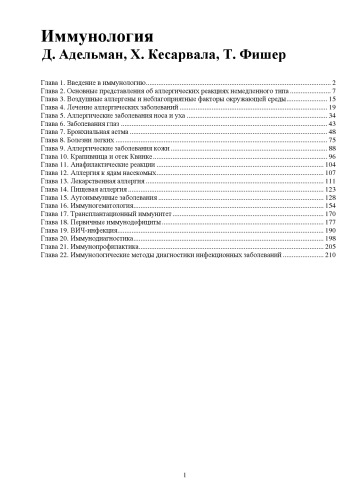 Иммунология
Д. Адельман, Х. Кесарвала, Т. Фишер
Глава 1. Введение в иммунологию 2
Глава 2. Основные представления об аллергических реакциях немедленного типа 7
Глава 3. Воздушные аллергены и неблагоприятные факторы окружающей среды 15
Глава 4. Лечение аллергических заболеваний 19
Глава 5. Аллергические заболевания носа и уха 34
Глава 6. Заболевания глаз 43
Глава 7. Бронхиальная астма 48
Глава 8. Болезни легких 75
Глава 9. Аллергические заболевания кожи 88
Глава 10. Крапивница и отек Квинке 96
Глава 11. Анафилактические реакции 104
Глава 12. Аллергия к ядам насекомых 107
Глава 13. Лекарственная аллергия 111
Глава 14. Пищевая аллергия 123
Глава 15. Аутоиммунные заболевания 128
Глава 16. Иммуногематология 154
Глава 17. Трансплантационный иммунитет 170
Глава 18. Первичные иммунодефициты 177
Глава 19. ВИЧ-инфекция 190
Глава 20. Иммунодиагностика 198
Глава 21. Иммунопрофилактика 205
Глава 22. Иммунологические методы диагностики инфекционных заболеваний 210
1